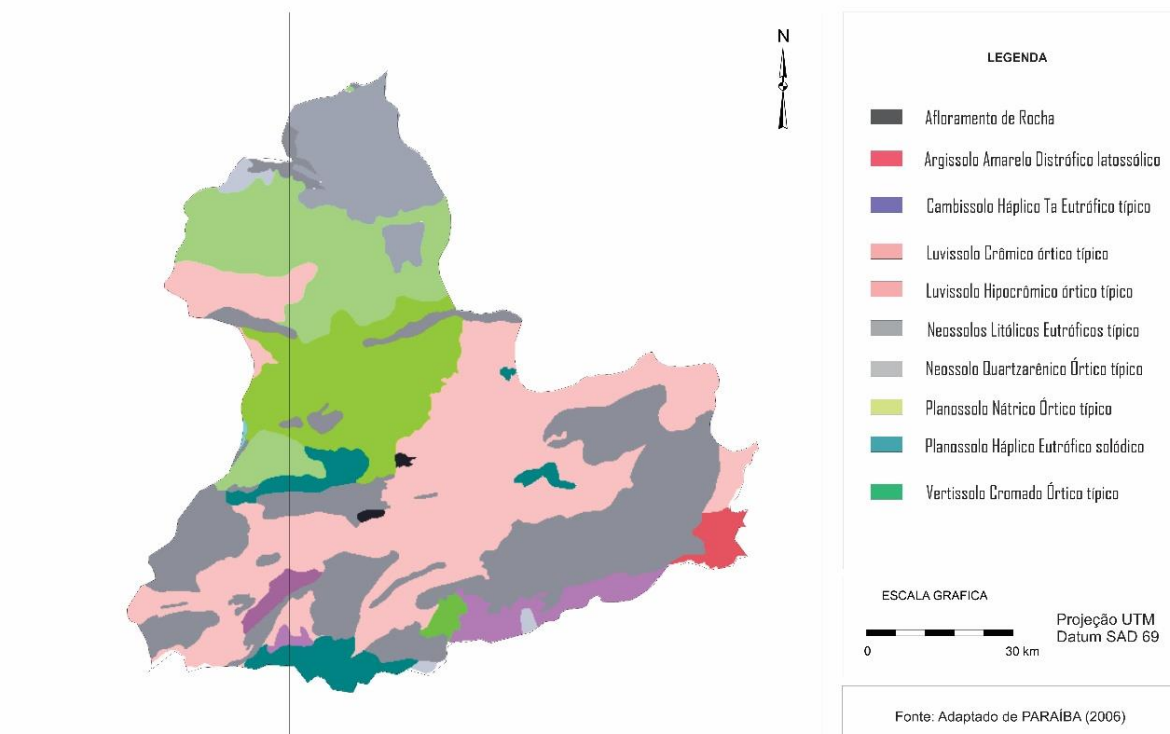 N
LEGENDA
Afloramento de Rocha
Argissolo Amarelo Distrófico latossólico
Cambissolo Háplico Ta Eutrófico típico
Luvissolo Crômico órtico típico
Luvissolo Hipocrômico órtico típico
Neossolos Litólicos Eutróficos típico
Neossolo Quartzarênico Órtico típico
Planossolo Nátrico Órtico típico
Planossolo Háplico Eutrófico solódico
Vertissolo Cromado Órtico típico
ESCALA GRAFICA
0 30 km
Projeção UTM
Datum SAD 69
Fonte: Adaptado de PARAÍBA (2006)